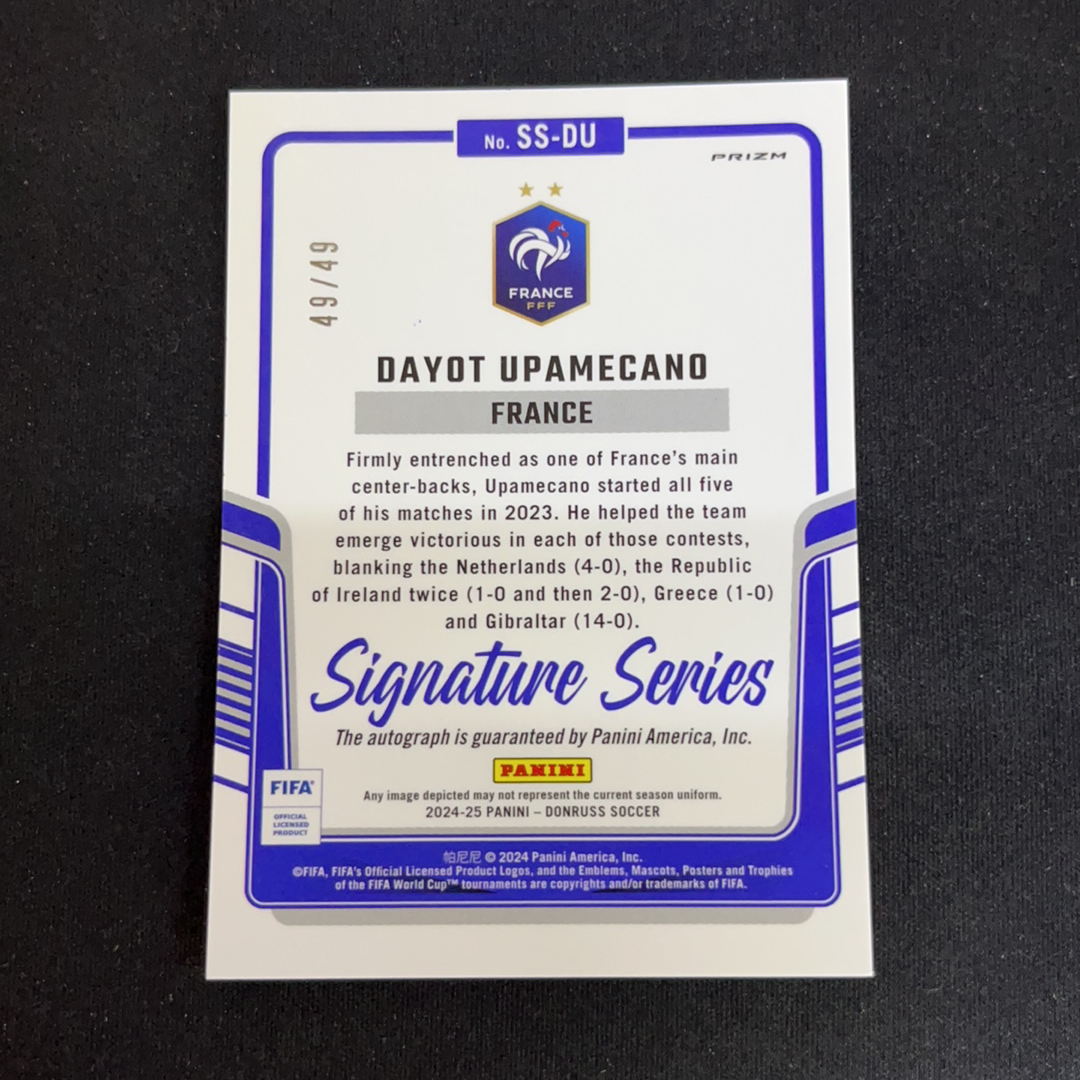 No. SS-DU
PRIZM
49/49
FRANCE
FFF
DAYOT UPAMECANO
FRANCE
Firmly entrenched as one of France's main
center-backs, Upamecano started all five
of his matches in 2023. He helped the team
emerge victorious in each of those contests,
blanking the Netherlands (4-0), the Republic
of Ireland twice (1-0 and then 2-0), Greece (1-0)
and Gibraltar (14-0).
Signature Series
The autograph is guaranteed by Panini America, Inc.
PANINI
Any image depicted may not represent the current season uniform.
2024-25 PANINI – DONRUSS SOCCER
FIFA®
OFFICIAL
LICENSED
PRODUCT
帕尼尼 © 2024 Panini America, Inc.
©FIFA, FIFA's Official Licensed Product Logos, and the Emblems, Mascots, Posters and Trophies
of the FIFA World Cup™ tournaments are copyrights and/or trademarks of FIFA.